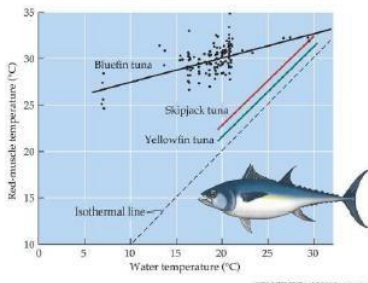 35
30
25
20
15
10
Red-muscle temperature (°C)
Bluefin tuna
Skipjack tuna
Yellowfin tuna
Isothermal line
0
5
10
15
20
25
30
Water temperature (°C)